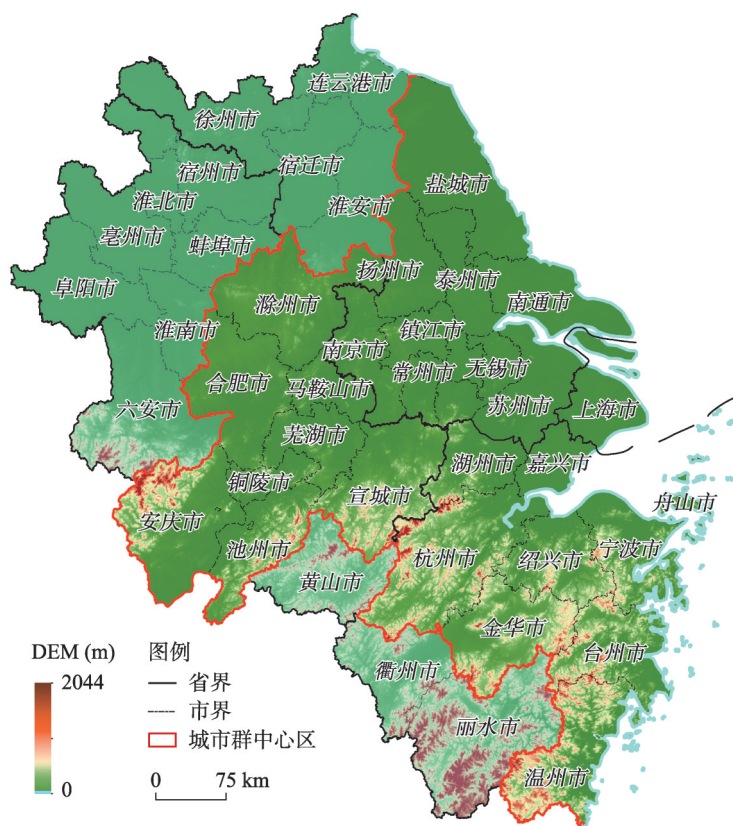 连云港市
徐州市
宿迁市
宿州市
盐城市
淮北市
淮安市
亳州市
蚌埠市
扬州市
阜阳市
泰州市
滁州市
南通市
淮南市
镇江市
南京市
无锡市
合肥市
马鞍山市
常州市
六安市
苏州市
上海市
芜湖市
湖州市
嘉兴市
铜陵市
宣城市
舟山市
安庆市
池州市
杭州市
绍兴市
宁波市
黄山市
金华市
台州市
衢州市
丽水市
温州市
DEM (m)
2044
0
图例
省界
市界
城市群中心区
0 75 km